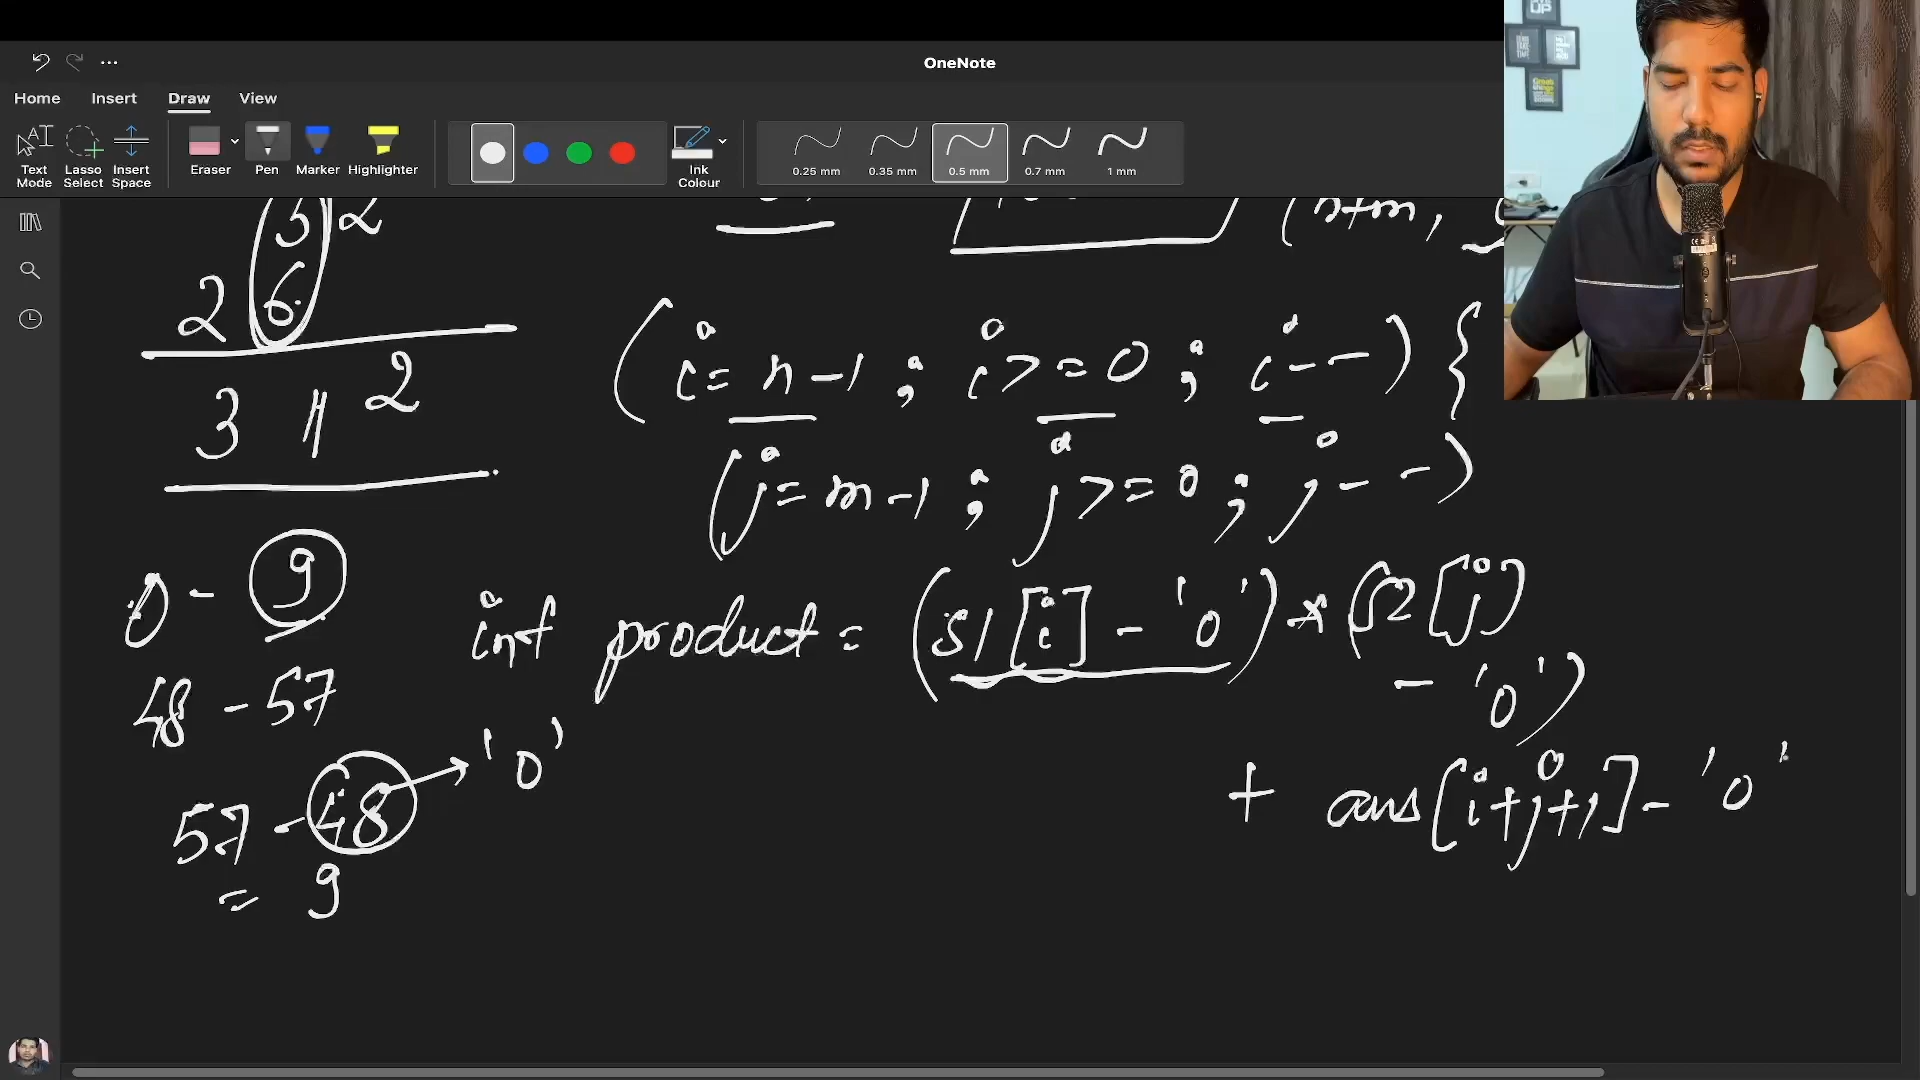 OneNote
Home Insert Draw View
Text Mode
Lasso Select
Insert Space
Eraser
Pen
Marker
Highlighter
Ink Colour
0.25 mm
0.35 mm
0.5 mm
0.7 mm
1 mm
UP
(n+m,
3 2
2 6
3 11 2
(i = n-1 ; i >= 0 ; i--) {
(j = m-1 ; j >= 0 ; j--)
0 - 9
48 - 57
57 - 48 → '0'
= 9
int product = (s1[i] - '0') * (s2[j]
- '0')
+ ans[i+j+1] - '0'